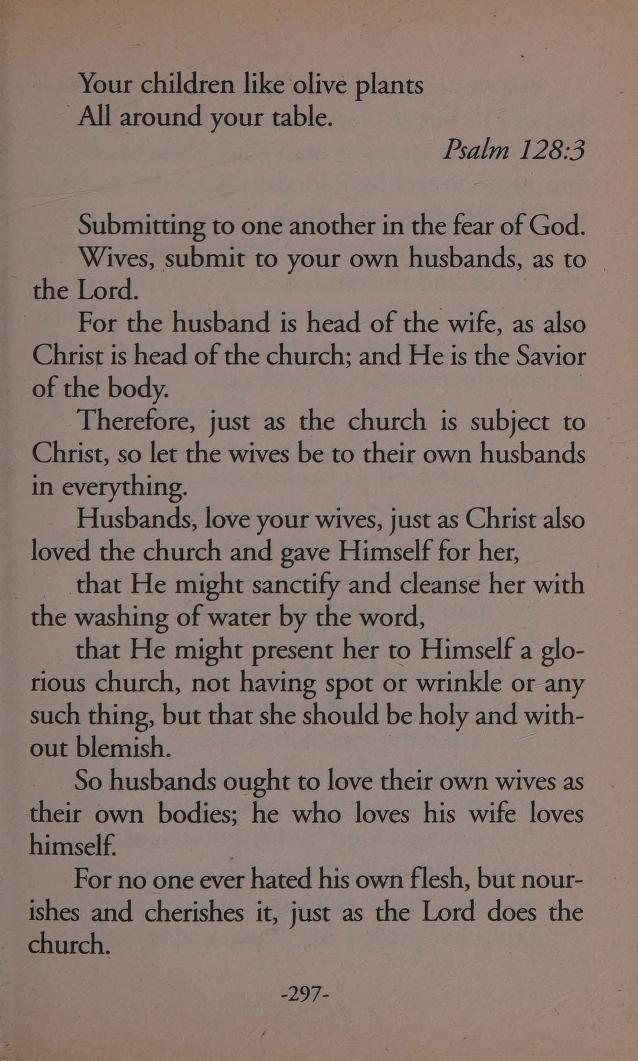 Your children like olive plants
All around your table.
Psalm 128:3
Submitting to one another in the fear of God.
Wives, submit to your own husbands, as to
the Lord.
For the husband is head of the wife, as also
Christ is head of the church; and He is the Savior
of the body.
Therefore, just as the church is subject to
Christ, so let the wives be to their own husbands
in everything.
Husbands, love your wives, just as Christ also
loved the church and gave Himself for her,
that He might sanctify and cleanse her with
the washing of water by the word,
that He might present her to Himself a glo-
rious church, not having spot or wrinkle or any
such thing, but that she should be holy and with-
out blemish.
So husbands ought to love their own wives as
their own bodies; he who loves his wife loves
himself.
For no one ever hated his own flesh, but nour-
ishes and cherishes it, just as the Lord does the
church.
-297-